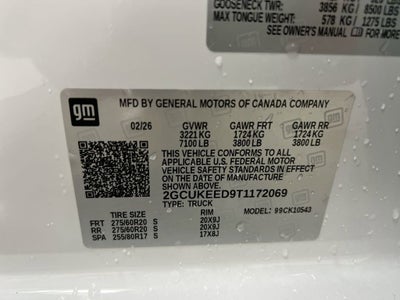 GOOSENECK TWR:
3856 KG / 8500 LBS
MAX TONGUE WEIGHT:
578 KG / 1275 LBS
SEE OWNER'S MANUAL FOR MORE
gm
MFD BY GENERAL MOTORS OF CANADA COMPANY
02/26 GVWR GAWR FRT GAWR RR
3221 KG 1724 KG 1724 KG
7100 LB 3800 LB 3800 LB
THIS VEHICLE CONFORMS TO ALL
APPLICABLE U.S. FEDERAL MOTOR
VEHICLE SAFETY STANDARDS IN
EFFECT ON THE DATE OF MANUFACTURE
SHOWN ABOVE.
2GCUKEED9T1172069
TYPE: TRUCK MODEL: 99CK10543
TIRE SIZE RIM
FRT 275/60R20 S 20X9J
RR 275/60R20 S 20X9J
SPA 255/80R17 S 17X8J